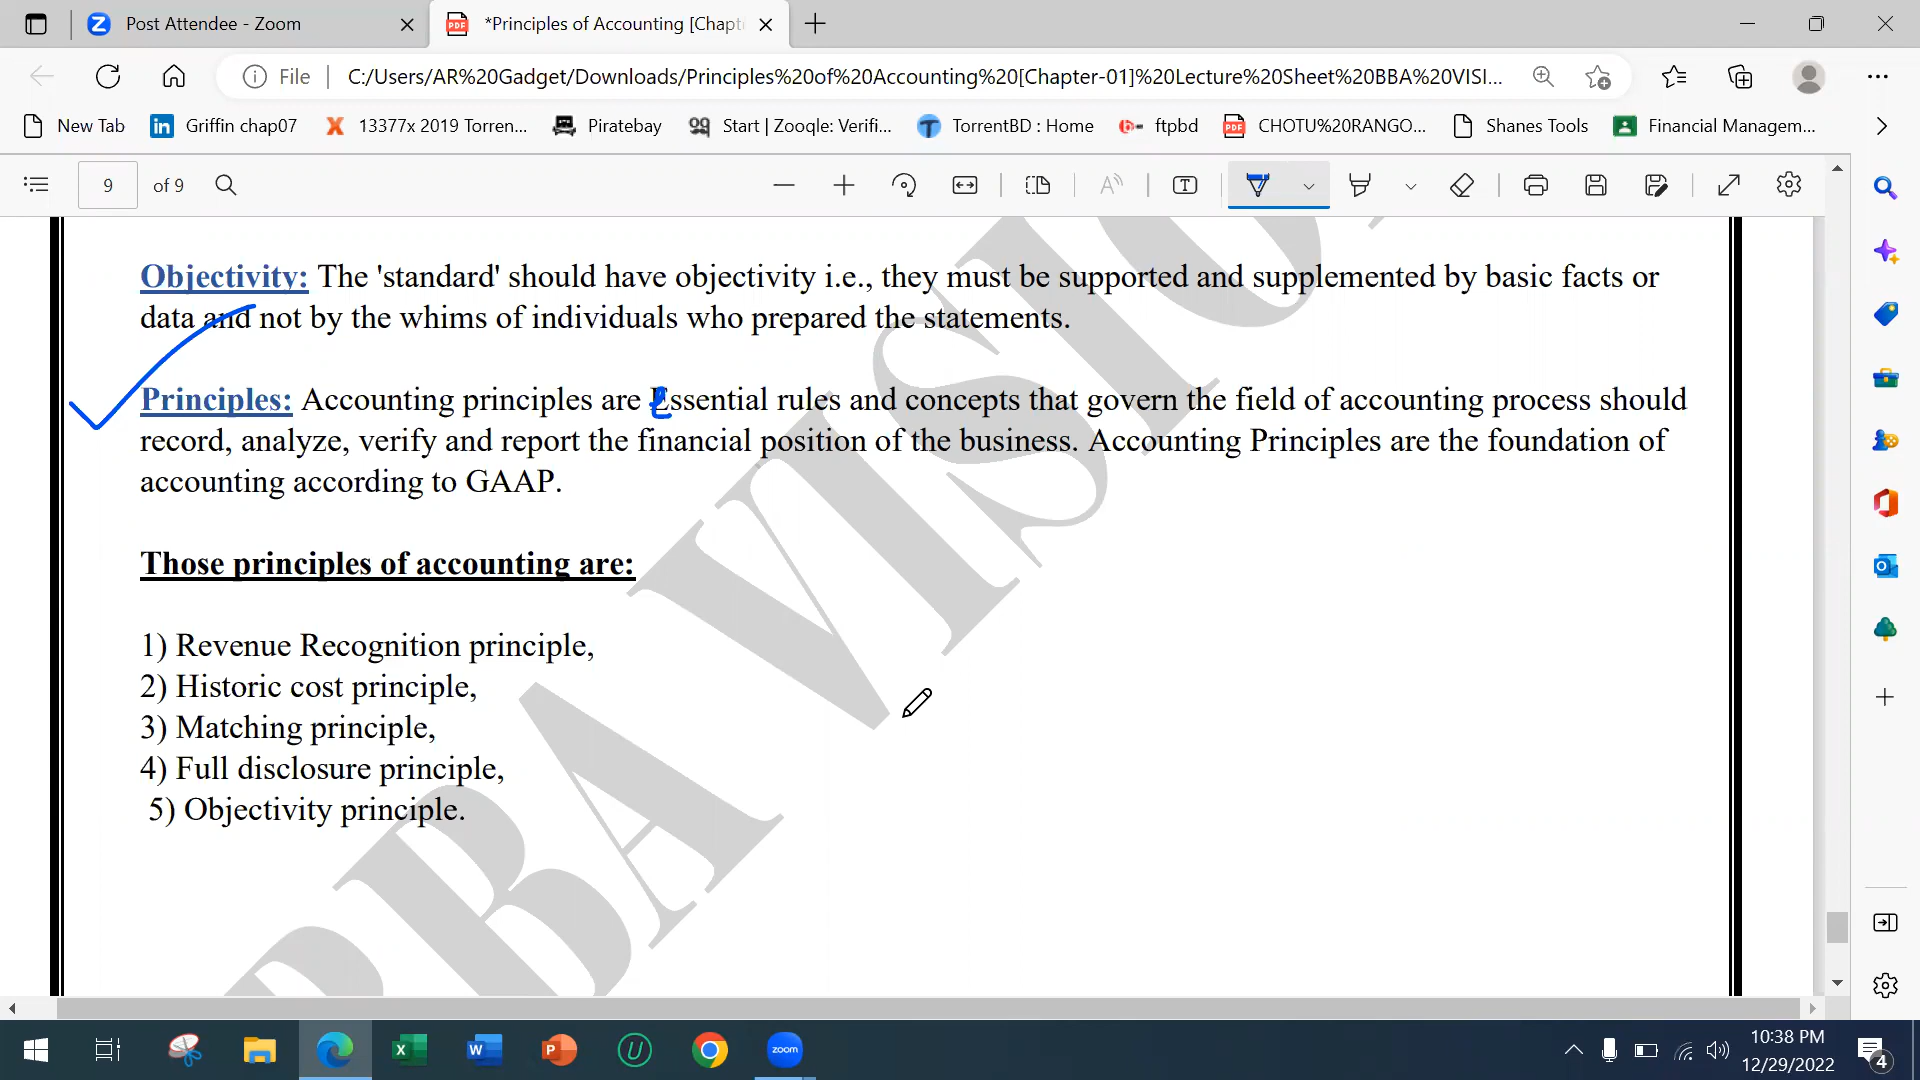 Post Attendee - Zoom
*Principles of Accounting [Chapt
File
C:/Users/AR%20Gadget/Downloads/Principles%20of%20Accounting%20[Chapter-01]%20Lecture%20Sheet%20BBA%20VISI...
New Tab
Griffin chap07
13377x 2019 Torren...
Piratebay
Start | Zooqle: Verifi...
TorrentBD : Home
ftpbd
CHOTU%20RANGO...
Shanes Tools
Financial Managem...
9 of 9
Objectivity: The 'standard' should have objectivity i.e., they must be supported and supplemented by basic facts or
data and not by the whims of individuals who prepared the statements.
Principles: Accounting principles are Essential rules and concepts that govern the field of accounting process should
record, analyze, verify and report the financial position of the business. Accounting Principles are the foundation of
accounting according to GAAP.
Those principles of accounting are:
1) Revenue Recognition principle,
2) Historic cost principle,
3) Matching principle,
4) Full disclosure principle,
5) Objectivity principle.
BBA VISIO
zoom
10:38 PM
12/29/2022
4